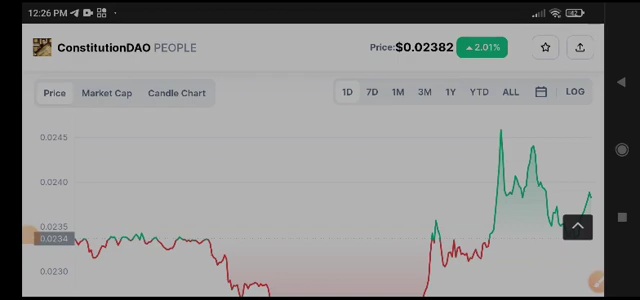 12:26 PM
42
ConstitutionDAO PEOPLE
Price:$0.02382 ▲ 2.01%
Price Market Cap Candle Chart
1D 7D 1M 3M 1Y YTD ALL LOG
0.0245
0.0240
0.0235
0.0234
0.0230